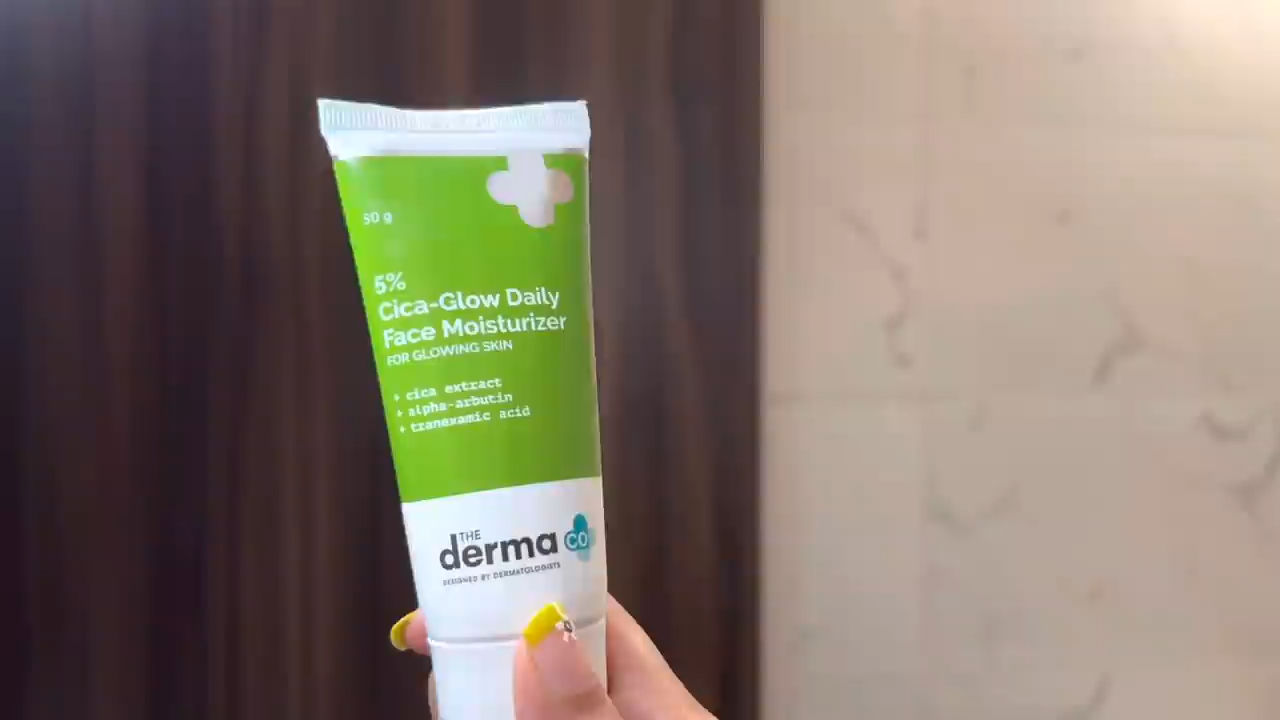 50 g
5%
Cica-Glow Daily
Face Moisturizer
FOR GLOWING SKIN
+ cica extract
+ alpha-arbutin
+ tranexamic acid
THE
derma co
DESIGNED BY DERMATOLOGISTS